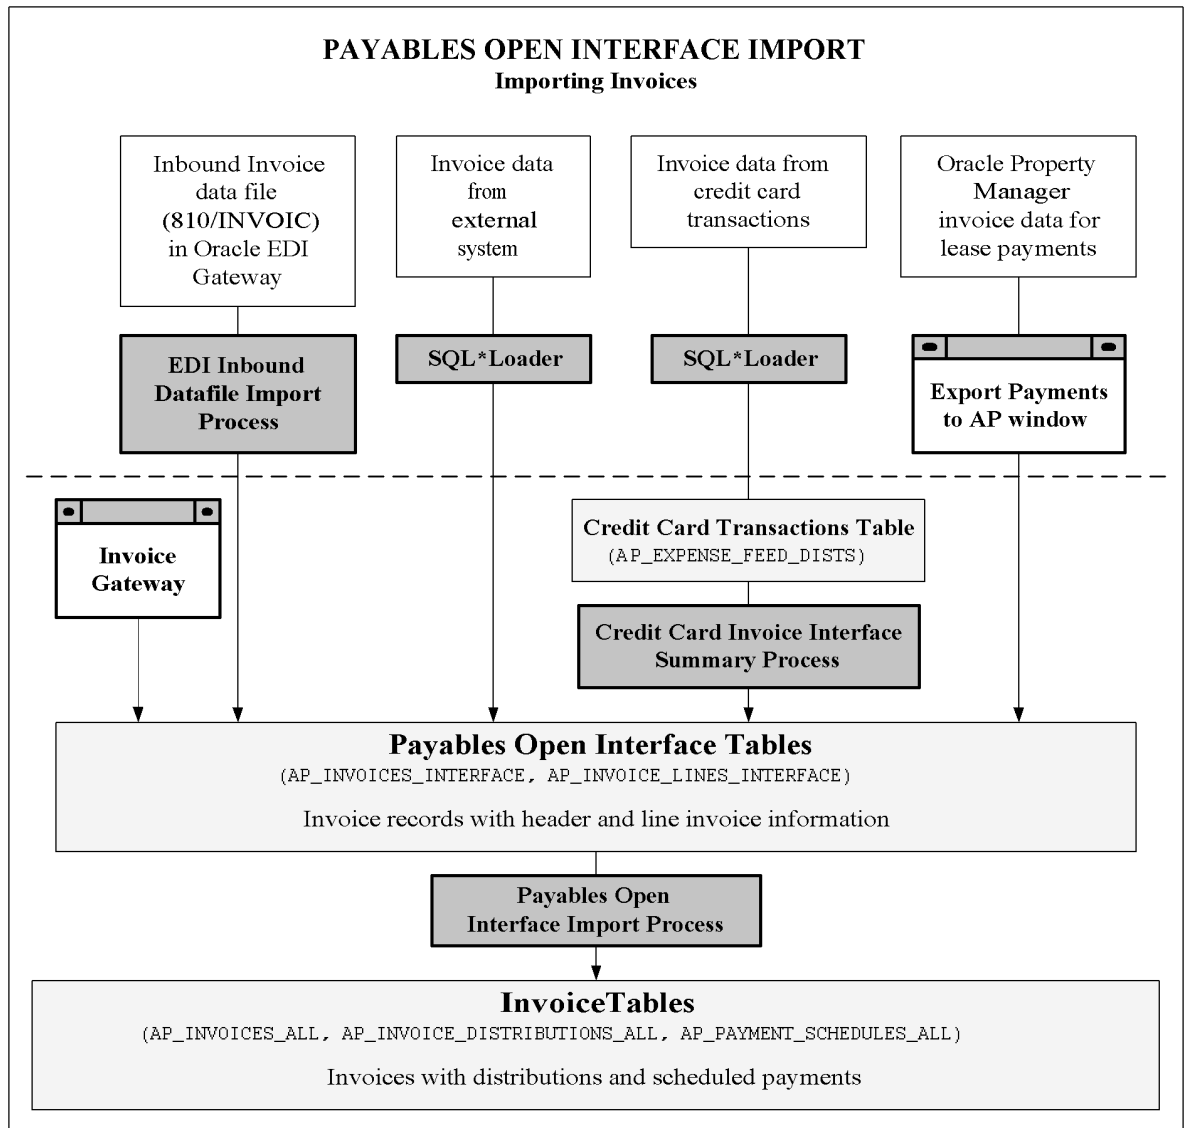 PAYABLES OPEN INTERFACE IMPORT
Importing Invoices
Inbound Invoice
data file
(810/INVOIC)
in Oracle EDI
Gateway
Invoice data
from
external
system
Invoice data from
credit card
transactions
Oracle Property
Manager
invoice data for
lease payments
EDI Inbound
Datafile Import
Process
SQL*Loader
SQL*Loader
Export Payments
to AP window
Invoice
Gateway
Credit Card Transactions Table
(AP_EXPENSE_FEED_DISTS)
Credit Card Invoice Interface
Summary Process
Payables Open Interface Tables
(AP_INVOICES_INTERFACE, AP_INVOICE_LINES_INTERFACE)
Invoice records with header and line invoice information
Payables Open
Interface Import Process
InvoiceTables
(AP_INVOICES_ALL, AP_INVOICE_DISTRIBUTIONS_ALL, AP_PAYMENT_SCHEDULES_ALL)
Invoices with distributions and scheduled payments